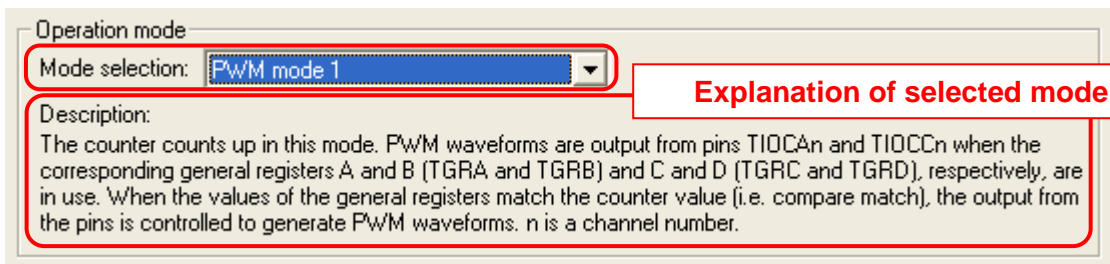 Operation mode
Mode selection: PWM mode 1
Explanation of selected mode
Description:
The counter counts up in this mode. PWM waveforms are output from pins TIOCAn and TIOCCn when the
corresponding general registers A and B (TGRA and TGRB) and C and D (TGRC and TGRD), respectively, are
in use. When the values of the general registers match the counter value (i.e. compare match), the output from
the pins is controlled to generate PWM waveforms. n is a channel number.